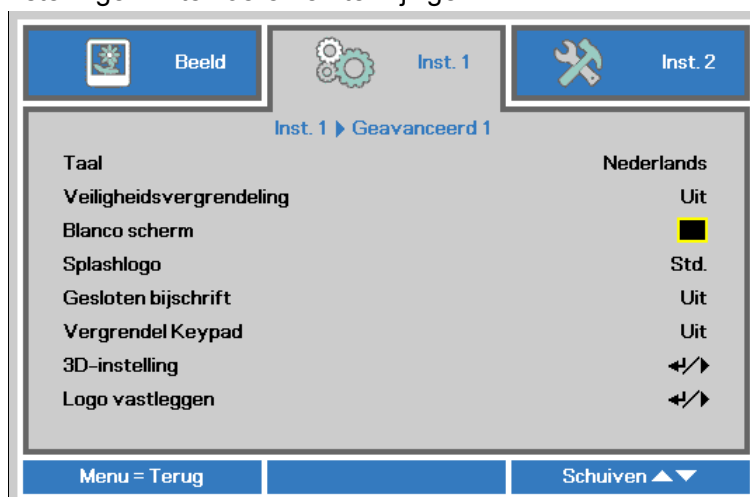 Beeld
Inst. 1
Inst. 2
Inst. 1 ▶ Geavanceerd 1
Taal Nederlands
Veiligheidsvergrendeling Uit
Blanco scherm
Splashlogo Std.
Gesloten bijschrift Uit
Vergrendel Keypad Uit
3D-instelling ↵/▶
Logo vastleggen ↵/▶
Menu = Terug
Schuiven ▲▼